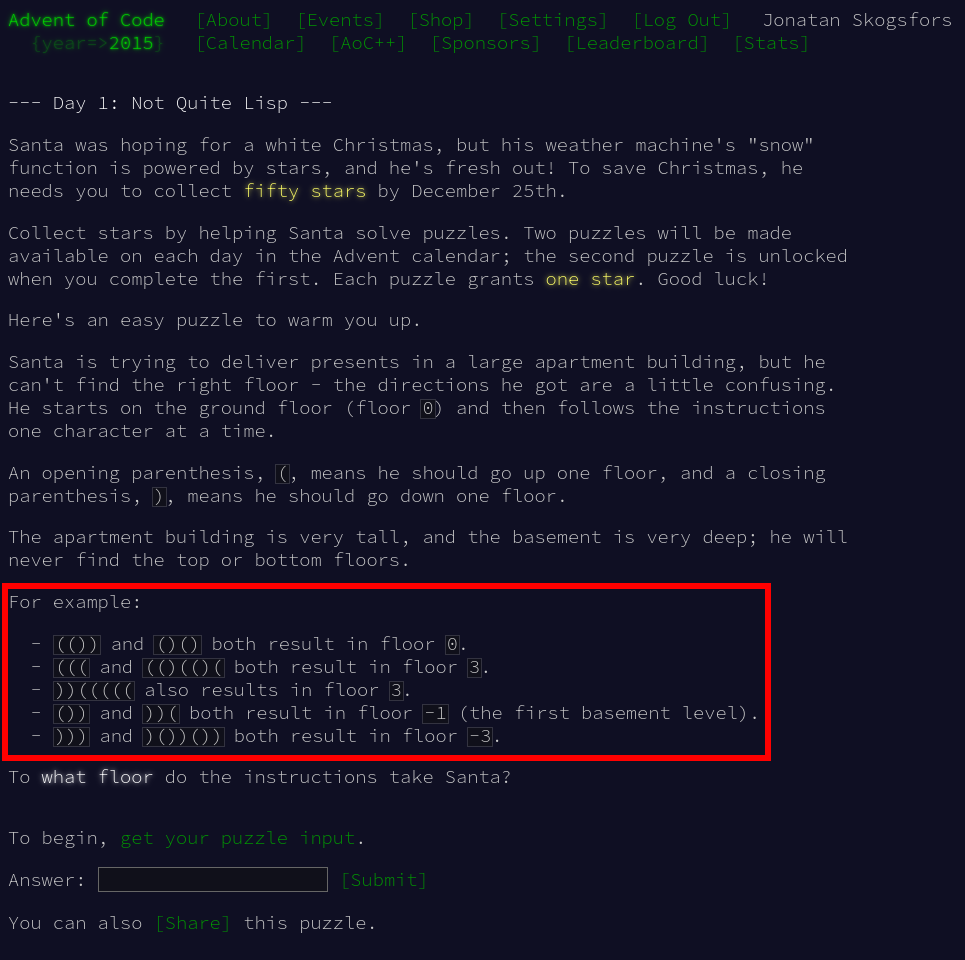 Advent of Code [About] [Events] [Shop] [Settings] [Log Out] Jonatan Skogsfors
{year=>2015} [Calendar] [AoC++] [Sponsors] [Leaderboard] [Stats]
--- Day 1: Not Quite Lisp ---
Santa was hoping for a white Christmas, but his weather machine's "snow"
function is powered by stars, and he's fresh out! To save Christmas, he
needs you to collect fifty stars by December 25th.
Collect stars by helping Santa solve puzzles. Two puzzles will be made
available on each day in the Advent calendar; the second puzzle is unlocked
when you complete the first. Each puzzle grants one star. Good luck!
Here's an easy puzzle to warm you up.
Santa is trying to deliver presents in a large apartment building, but he
can't find the right floor - the directions he got are a little confusing.
He starts on the ground floor (floor 0) and then follows the instructions
one character at a time.
An opening parenthesis, (, means he should go up one floor, and a closing
parenthesis, ), means he should go down one floor.
The apartment building is very tall, and the basement is very deep; he will
never find the top or bottom floors.
For example:
- (()) and ()() both result in floor 0.
- ((( and (()(()( both result in floor 3.
- ))((((( also results in floor 3.
- ()) and ))( both result in floor -1 (the first basement level).
- ))) and )())()) both result in floor -3.
To what floor do the instructions take Santa?
To begin, get your puzzle input.
Answer: [Submit]
You can also [Share] this puzzle.